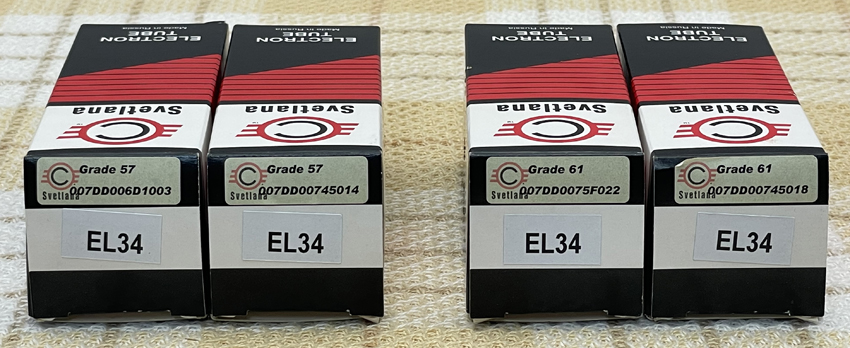 ELECTRON
TUBE
Made in Russia
Svetlana
Grade 57
007DD006D1003
Svetlana
EL34
ELECTRON
TUBE
Made in Russia
Svetlana
Grade 57
007DD00745014
Svetlana
EL34
ELECTRON
TUBE
Made in Russia
Svetlana
Grade 61
007DD0075F022
Svetlana
EL34
ELECTRON
TUBE
Made in Russia
Svetlana
Grade 61
007DD00745018
Svetlana
EL34